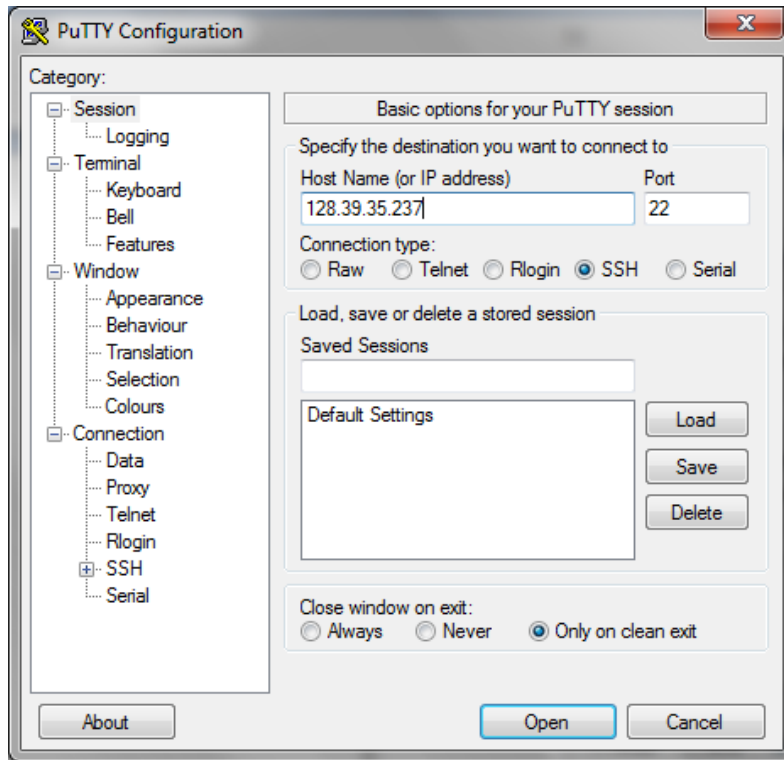 PuTTY Configuration
Category:
Session
Logging
Terminal
Keyboard
Bell
Features
Window
Appearance
Behaviour
Translation
Selection
Colours
Connection
Data
Proxy
Telnet
Rlogin
SSH
Serial
Basic options for your PuTTY session
Specify the destination you want to connect to
Host Name (or IP address) Port
128.39.35.237 22
Connection type:
Raw Telnet Rlogin SSH Serial
Load, save or delete a stored session
Saved Sessions
Default Settings
Load
Save
Delete
Close window on exit:
Always Never Only on clean exit
About Open Cancel